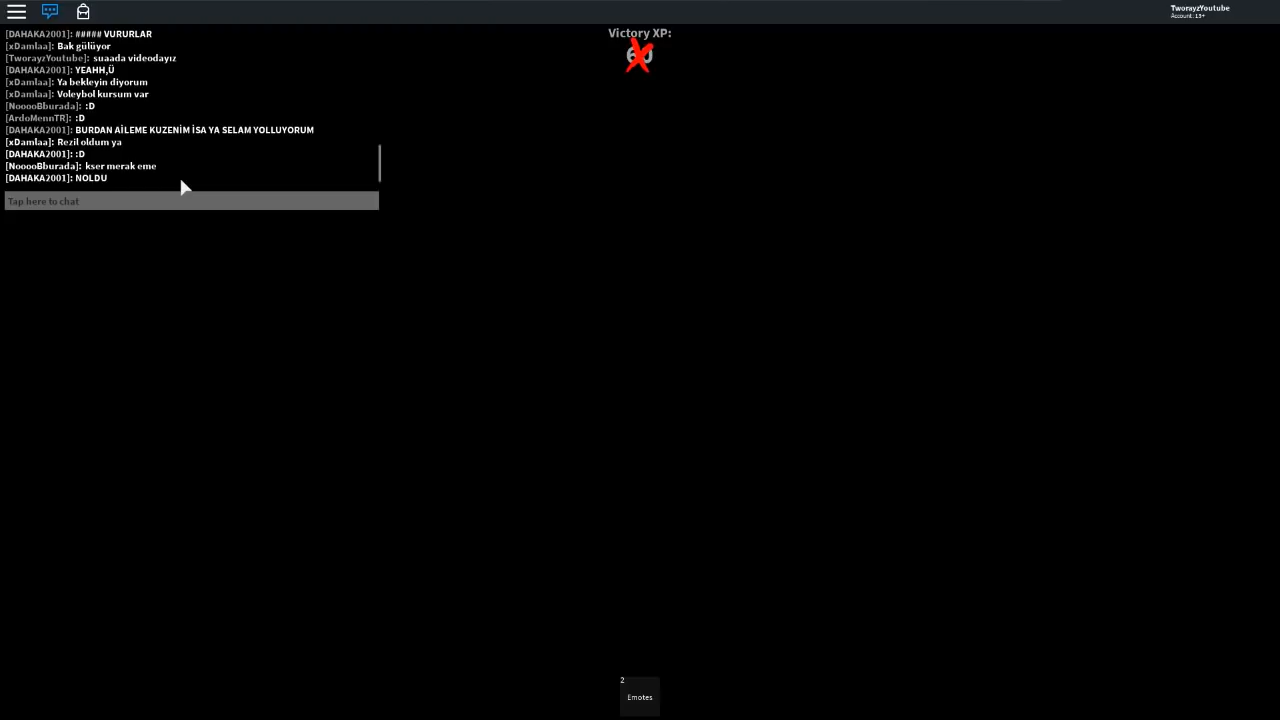 TworayzYoutube
Account: 13+
[DAHAKA2001]: ##### VURURLAR
[xDamlaa]: Bak gülüyor
[TworayzYoutube]: suaada videodayız
[DAHAKA2001]: YEAHH,Ü
[xDamlaa]: Ya bekleyin diyorum
[xDamlaa]: Voleybol kursum var
[NooooBburada]: :D
[ArdoMennTR]: :D
[DAHAKA2001]: BURDAN AİLEME KUZENİM İSA YA SELAM YOLLUYORUM
[xDamlaa]: Rezil oldum ya
[DAHAKA2001]: :D
[NooooBburada]: kser merak eme
[DAHAKA2001]: NOLDU
Tap here to chat
Victory XP:
60
2
Emotes